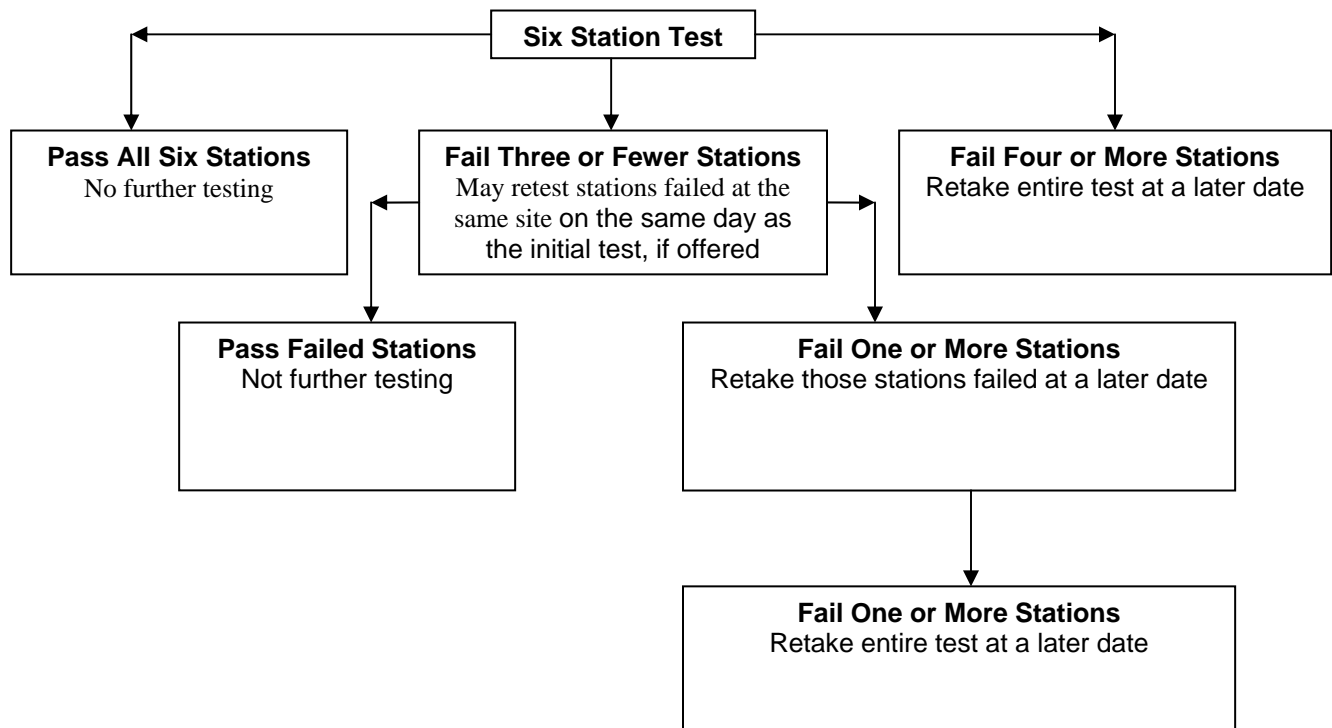 Six Station Test
Pass All Six Stations
No further testing
Fail Three or Fewer Stations
May retest stations failed at the
same site on the same day as
the initial test, if offered
Fail Four or More Stations
Retake entire test at a later date
Pass Failed Stations
Not further testing
Fail One or More Stations
Retake those stations failed at a later date
Fail One or More Stations
Retake entire test at a later date